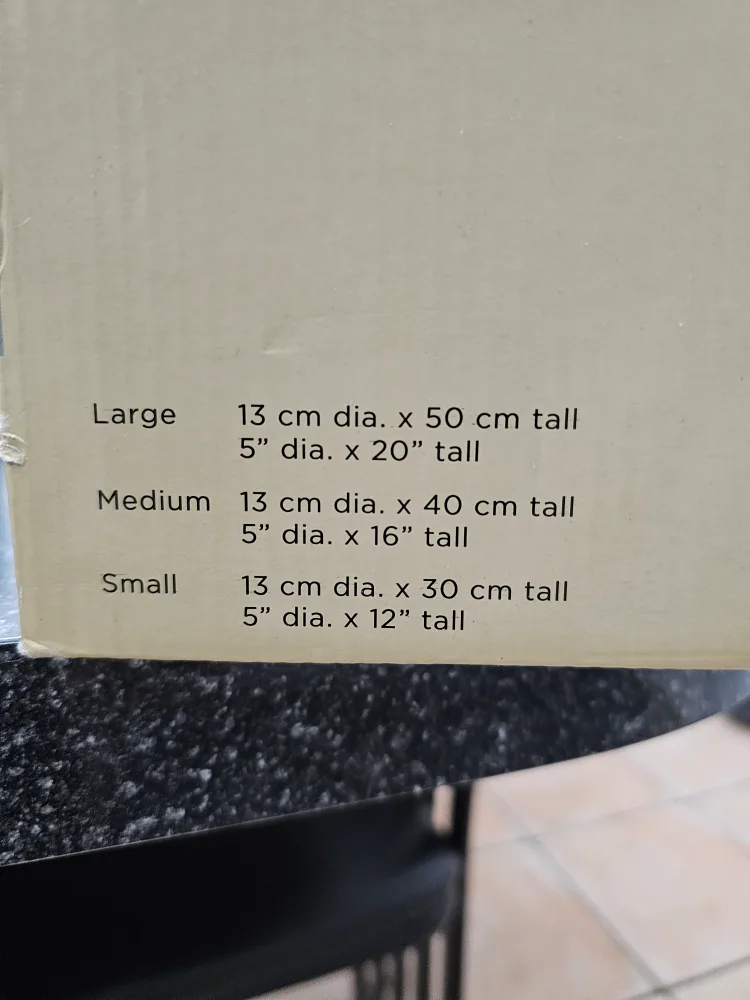 Large 13 cm dia. x 50 cm tall
5” dia. x 20” tall
Medium 13 cm dia. x 40 cm tall
5” dia. x 16” tall
Small 13 cm dia. x 30 cm tall
5” dia. x 12” tall